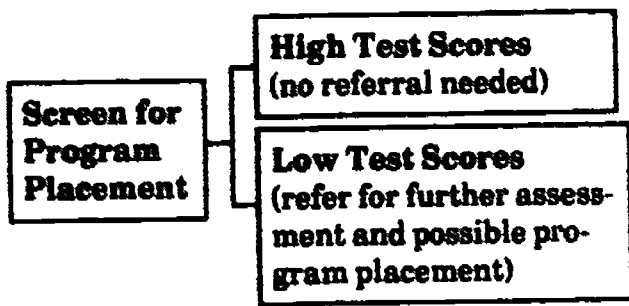 Screen for
Program
Placement
High Test Scores
(no referral needed)
Low Test Scores
(refer for further assess-
ment and possible pro-
gram placement)